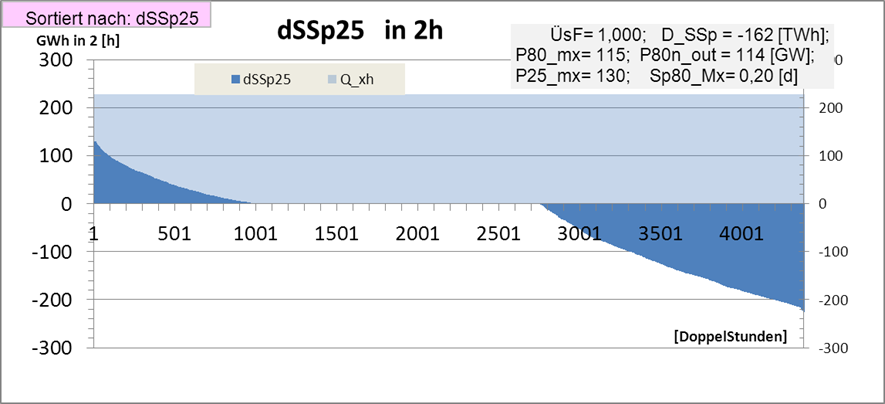 Sortiert nach: dSSp25
dSSp25 in 2h
ÜsF= 1,000; D_SSp = -162 [TWh];
P80_mx= 115; P80n_out = 114 [GW];
P25_mx= 130; Sp80_Mx= 0,20 [d]
GWh in 2 [h]
dSSp25 Q_xh
300 300
200 200
100 100
0 0
1 501 1001 1501 2001 2501 3001 3501 4001
-100 -100
-200 -200
[DoppelStunden]
-300 -300